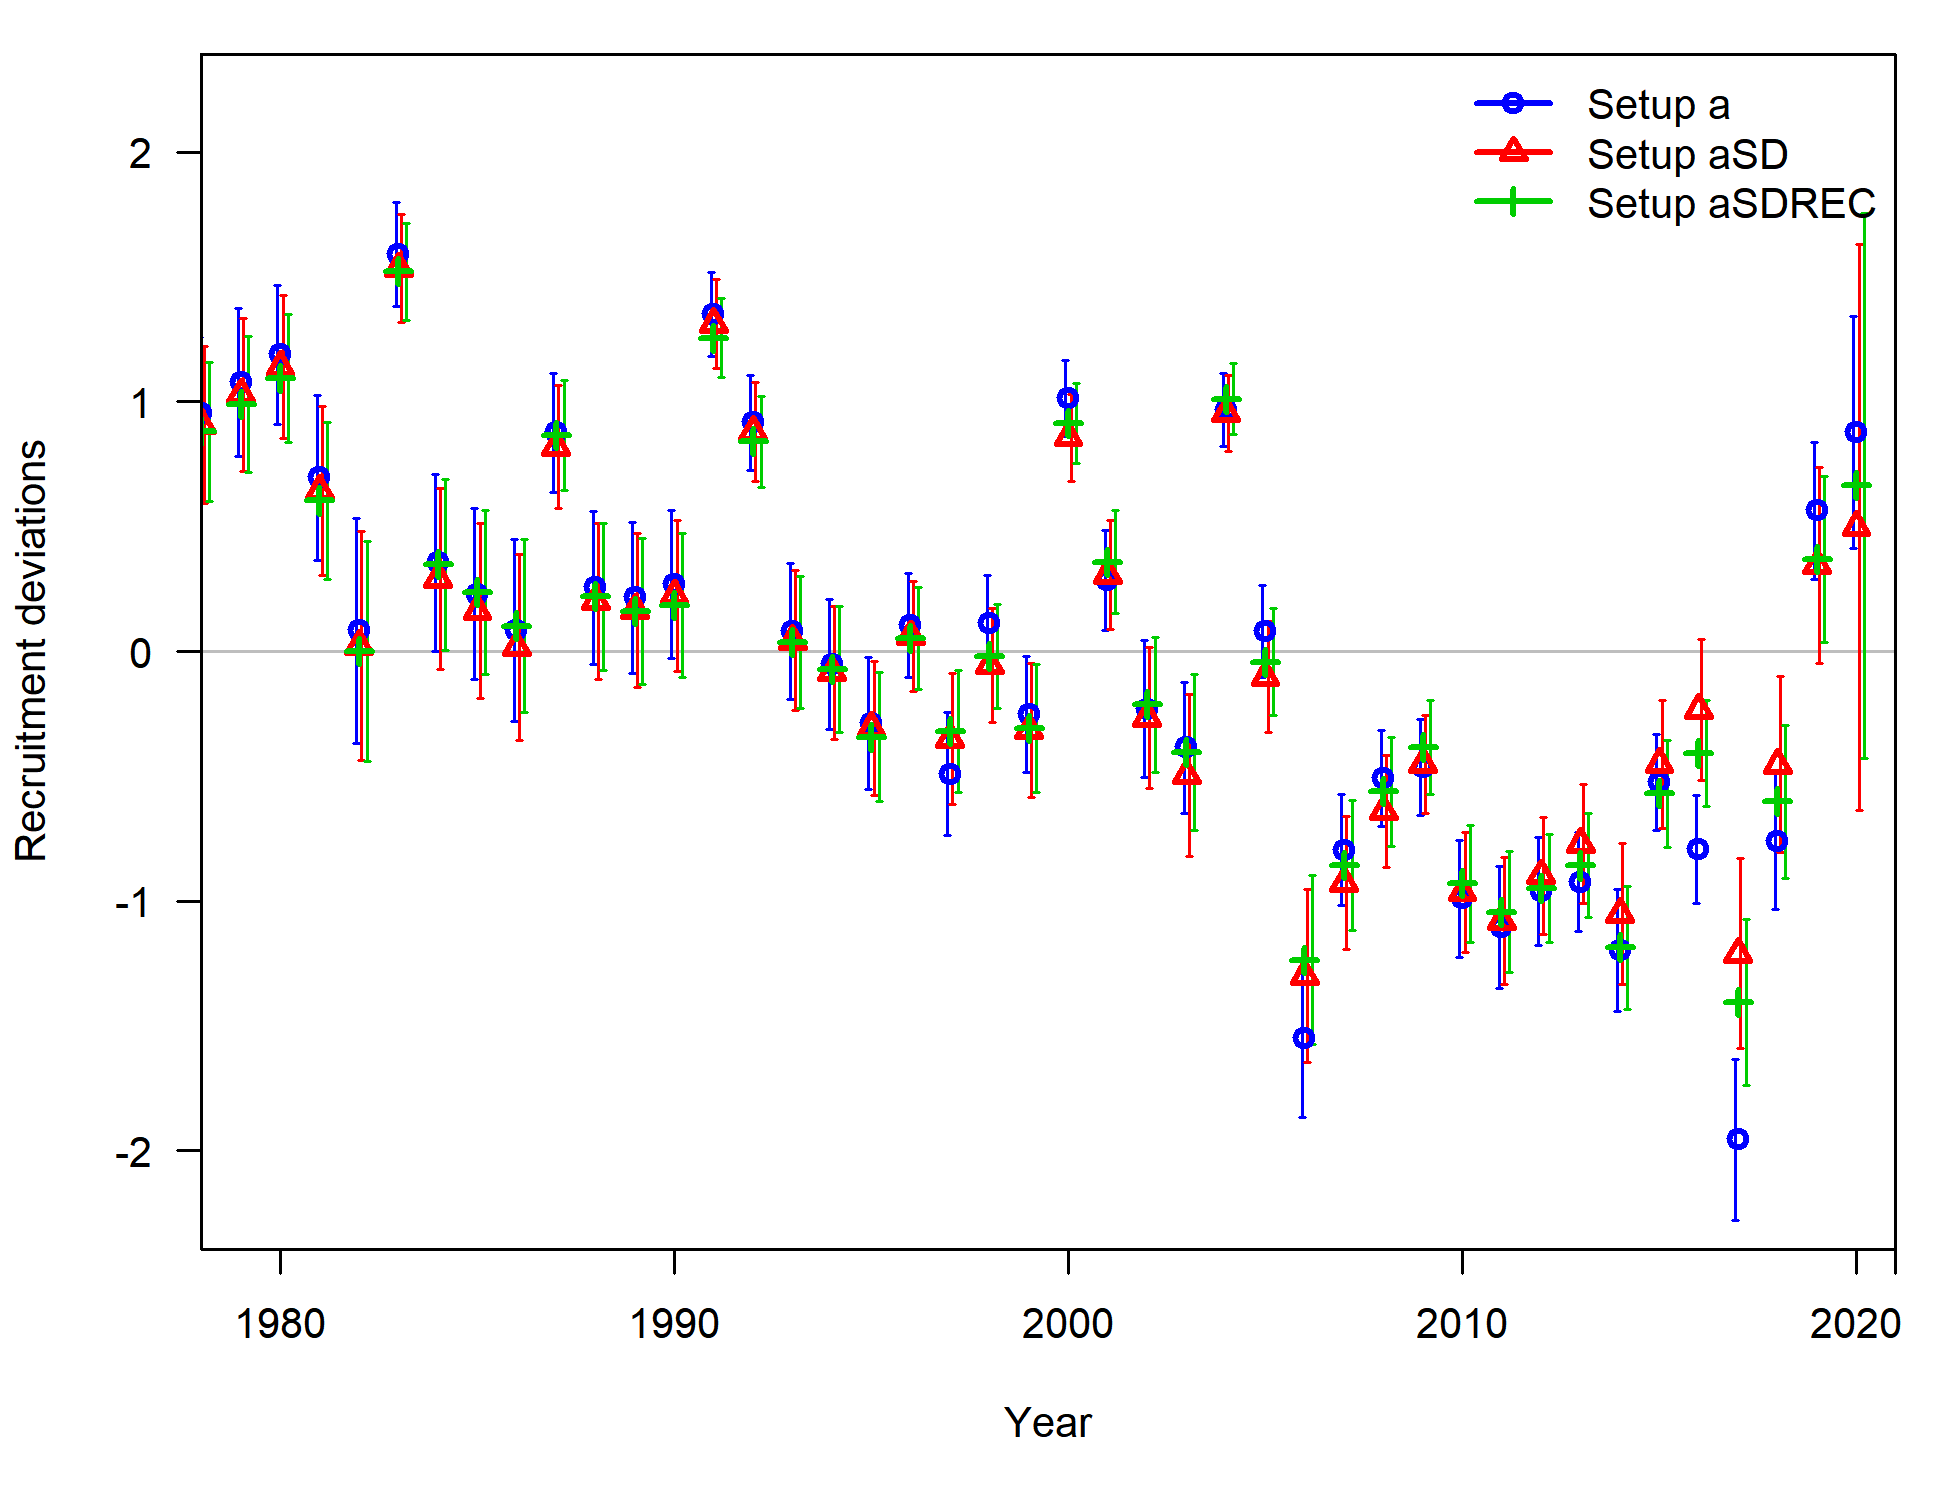 Setup a
Setup aSD
Setup aSDREC
2
1
0
-1
-2
Recruitment deviations
1980 1990 2000 2010 2020
Year